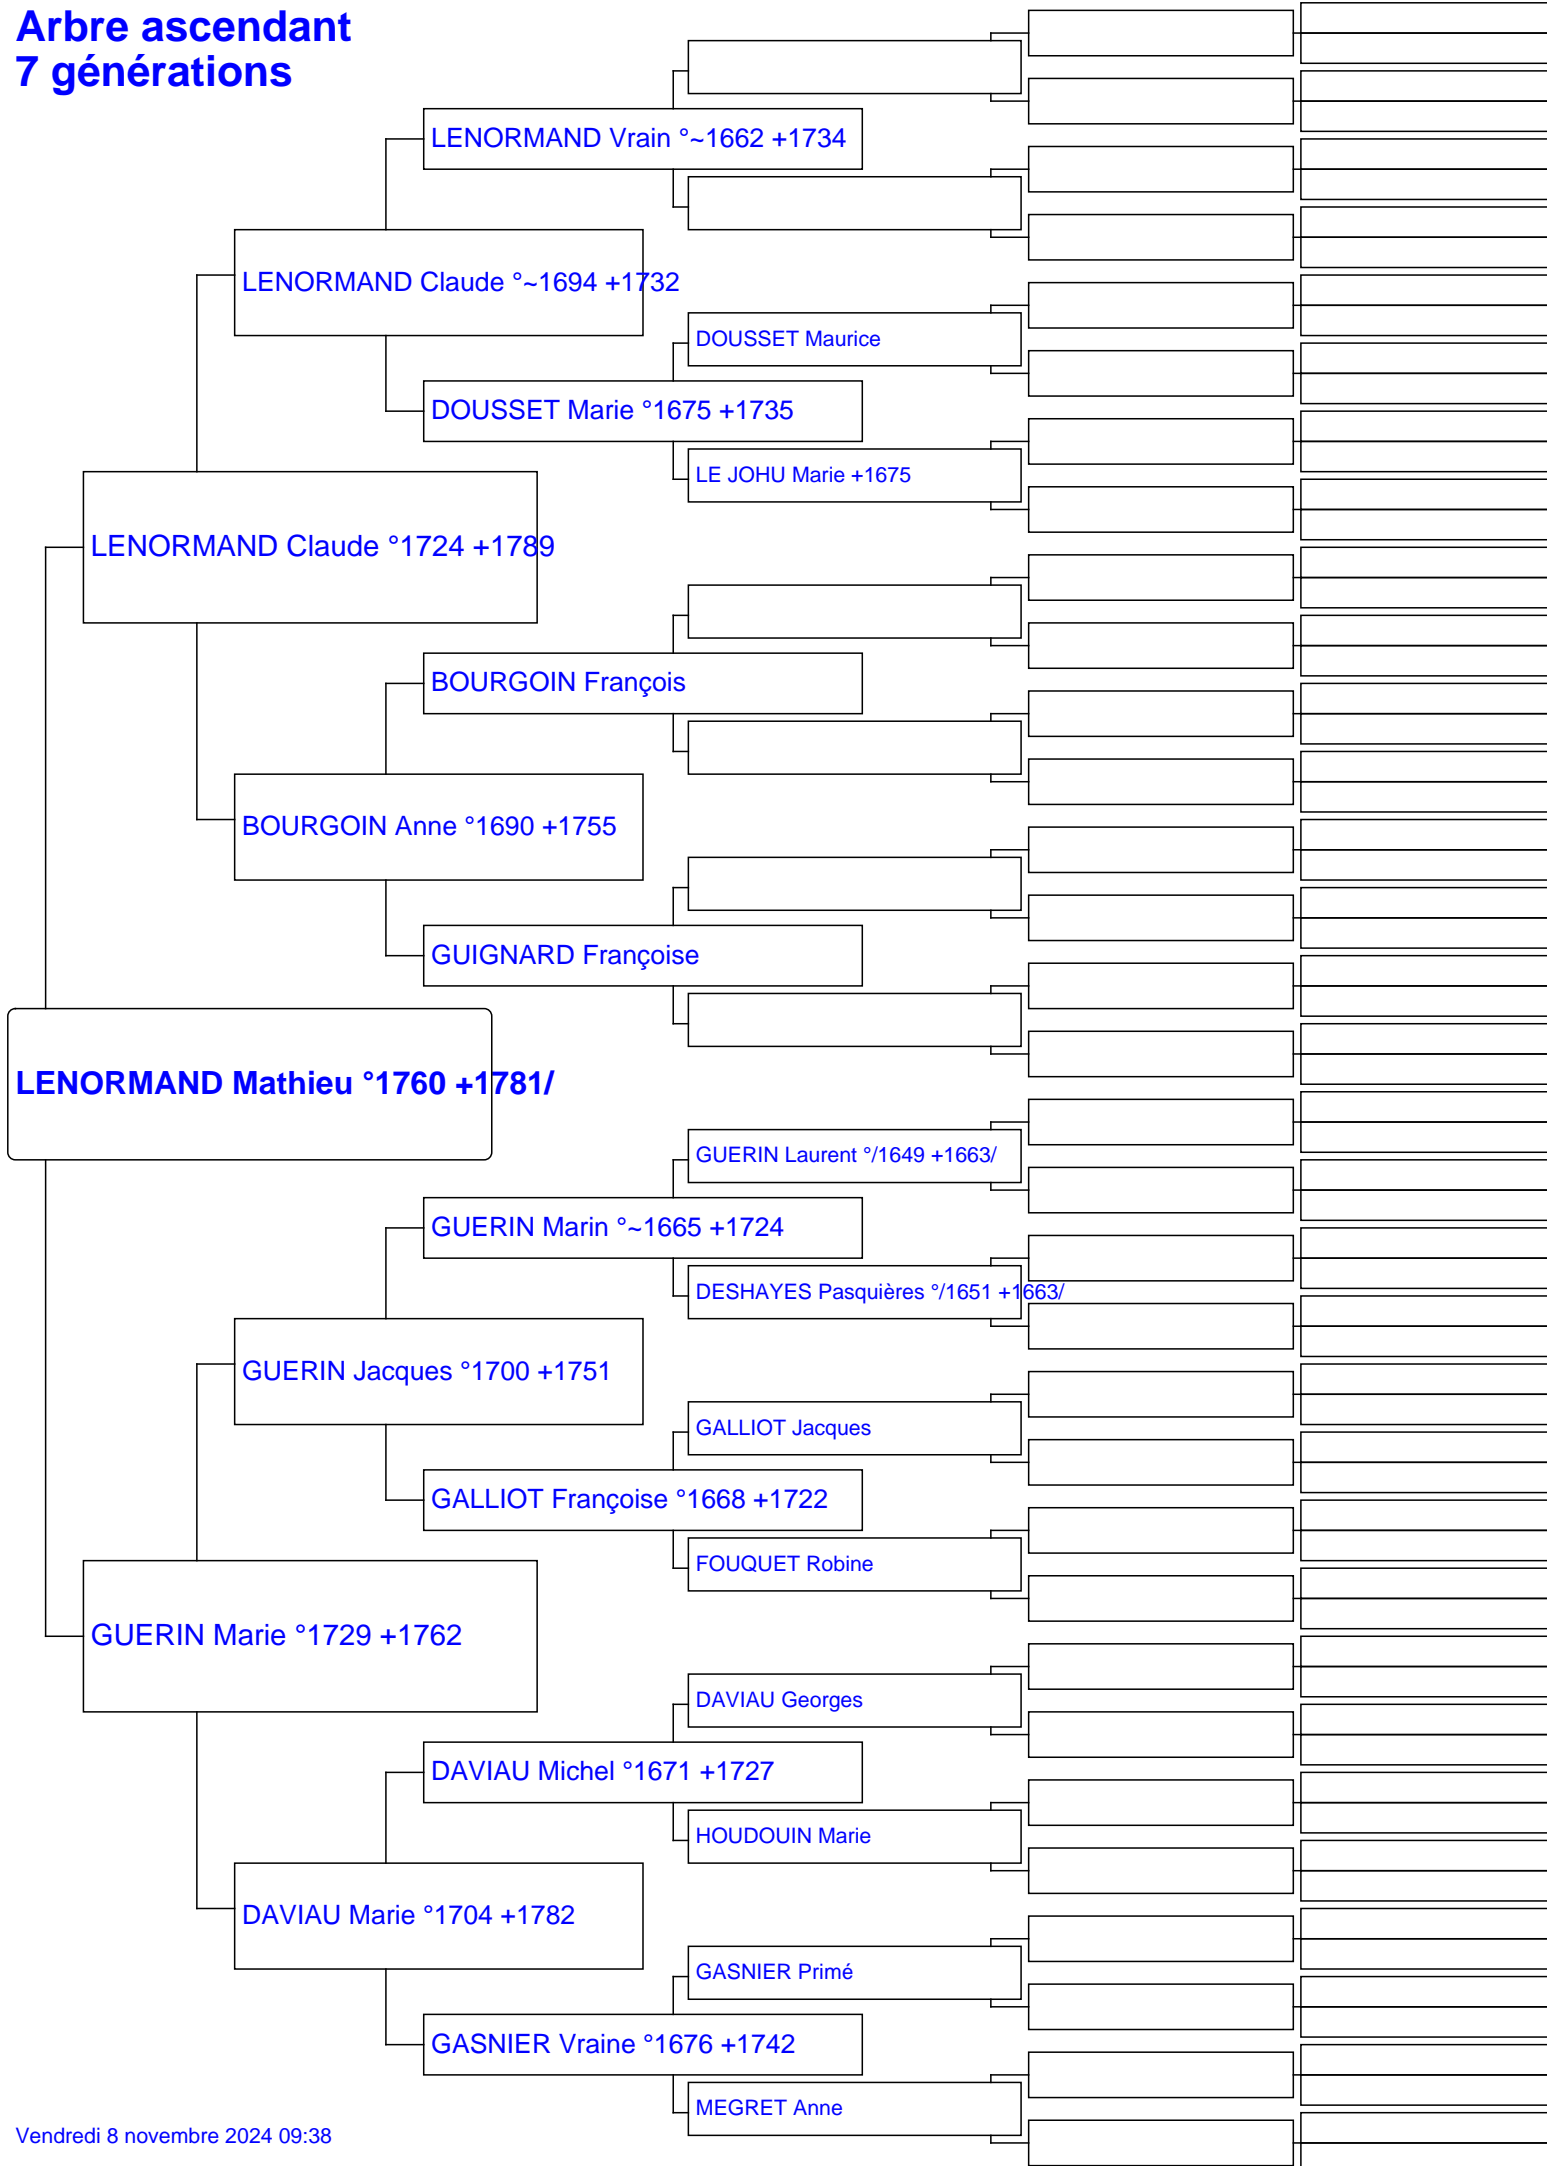 Arbre ascendant
7 générations
LENORMAND Vrain °~1662 +1734
LENORMAND Claude °~1694 +1732
DOUSSET Maurice
DOUSSET Marie °1675 +1735
LE JOHU Marie +1675
LENORMAND Claude °1724 +1789
BOURGOIN François
BOURGOIN Anne °1690 +1755
GUIGNARD Françoise
LENORMAND Mathieu °1760 +1781/
GUERIN Laurent °/1649 +1663/
GUERIN Marin °~1665 +1724
DESHAYES Pasquières °/1651 +1663/
GUERIN Jacques °1700 +1751
GALLIOT Jacques
GALLIOT Françoise °1668 +1722
FOUQUET Robine
GUERIN Marie °1729 +1762
DAVIAU Georges
DAVIAU Michel °1671 +1727
HOUDOUIN Marie
DAVIAU Marie °1704 +1782
GASNIER Primé
GASNIER Vraine °1676 +1742
MEGRET Anne
Vendredi 8 novembre 2024 09:38